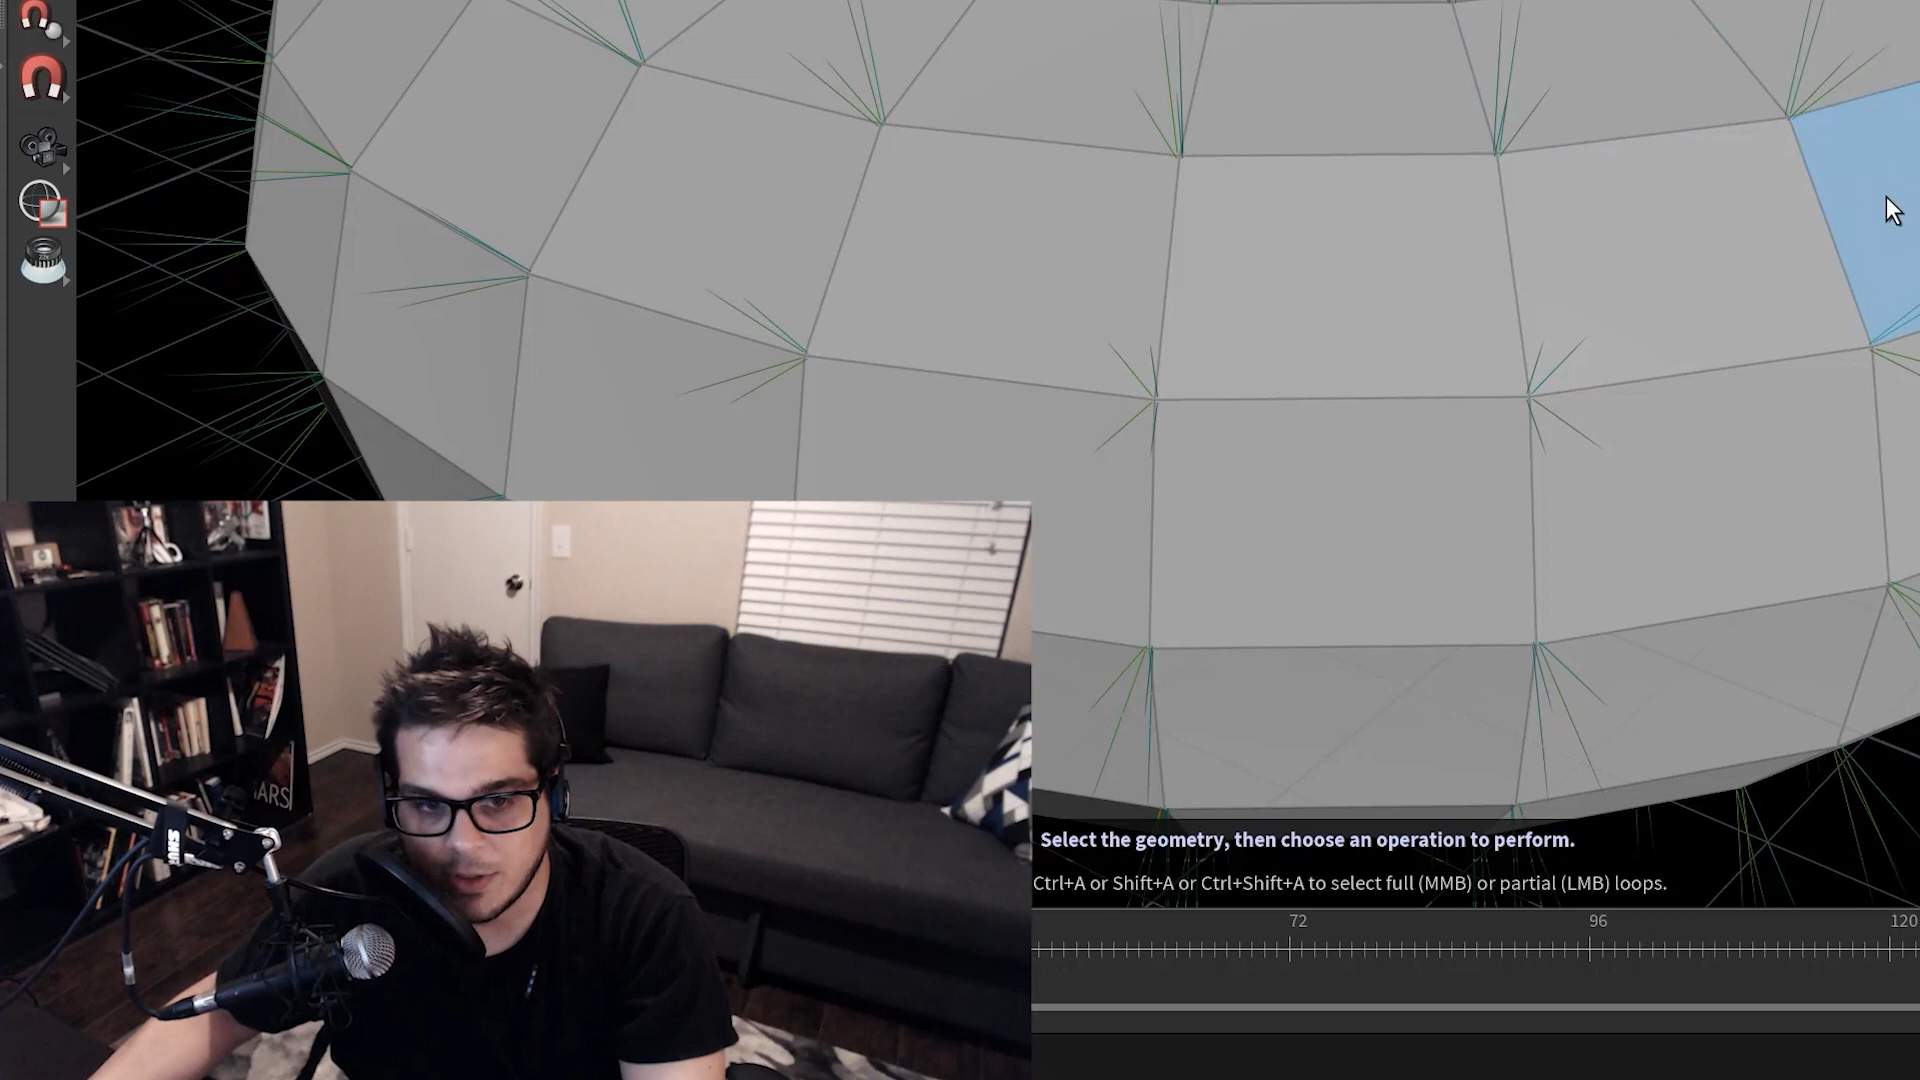 Select the geometry, then choose an operation to perform.
Ctrl+A or Shift+A or Ctrl+Shift+A to select full (MMB) or partial (LMB) loops.
72
96
120